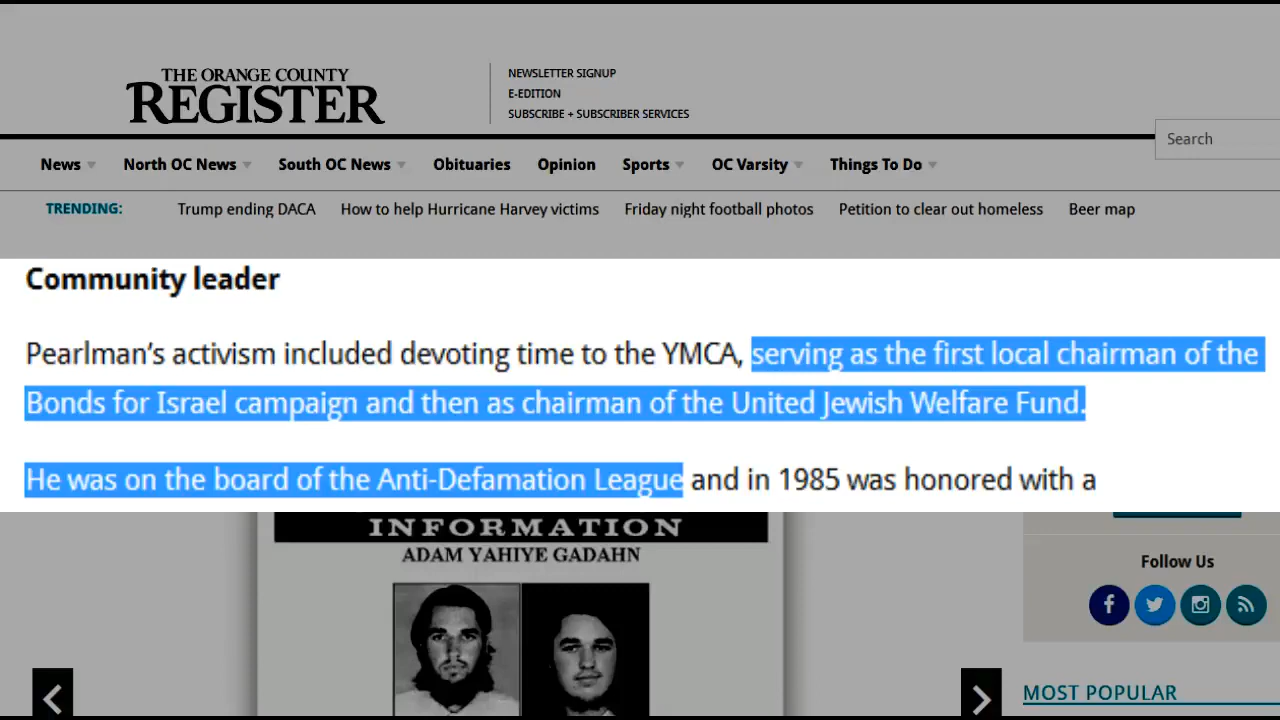 THE ORANGE COUNTY
REGISTER
NEWSLETTER SIGNUP
E-EDITION
SUBSCRIBE + SUBSCRIBER SERVICES
Search
News North OC News South OC News Obituaries Opinion Sports OC Varsity Things To Do
TRENDING: Trump ending DACA How to help Hurricane Harvey victims Friday night football photos Petition to clear out homeless Beer map
Community leader
Pearlman’s activism included devoting time to the YMCA, serving as the first local chairman of the
Bonds for Israel campaign and then as chairman of the United Jewish Welfare Fund.
He was on the board of the Anti-Defamation League and in 1985 was honored with a
INFORMATION
ADAM YAHIYE GADAHN
Follow Us
MOST POPULAR